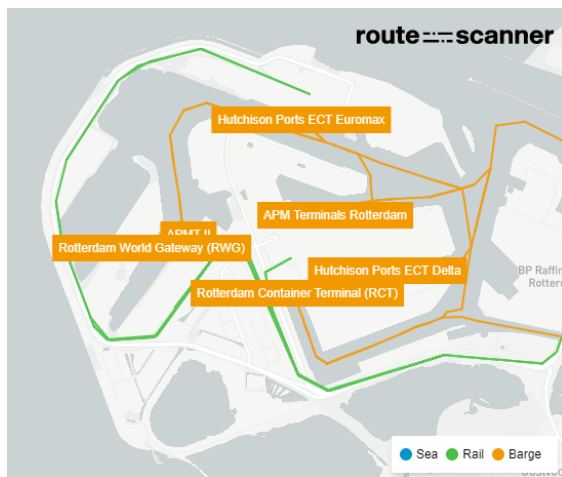 route scanner
Hutchison Ports ECT Euromax
APM Terminals Rotterdam
APMT II
Rotterdam World Gateway (RWG)
Hutchison Ports ECT Delta
BP Raffin
Rotterd
Rotterdam Container Terminal (RCT)
Sea Rail Barge